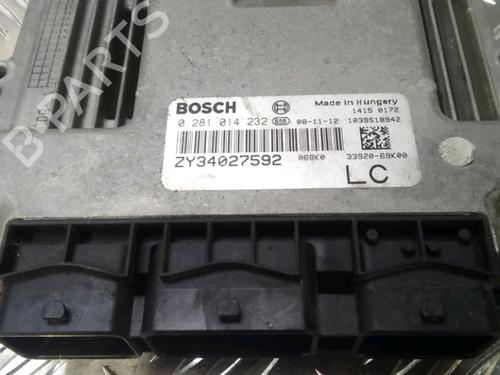 B-PARTS
BOSCH Made in Hungary
1415 0172
0 281 014 232 658 08-11-12 1039S18942
ZY34027592 069K0 33920-69K00
LC